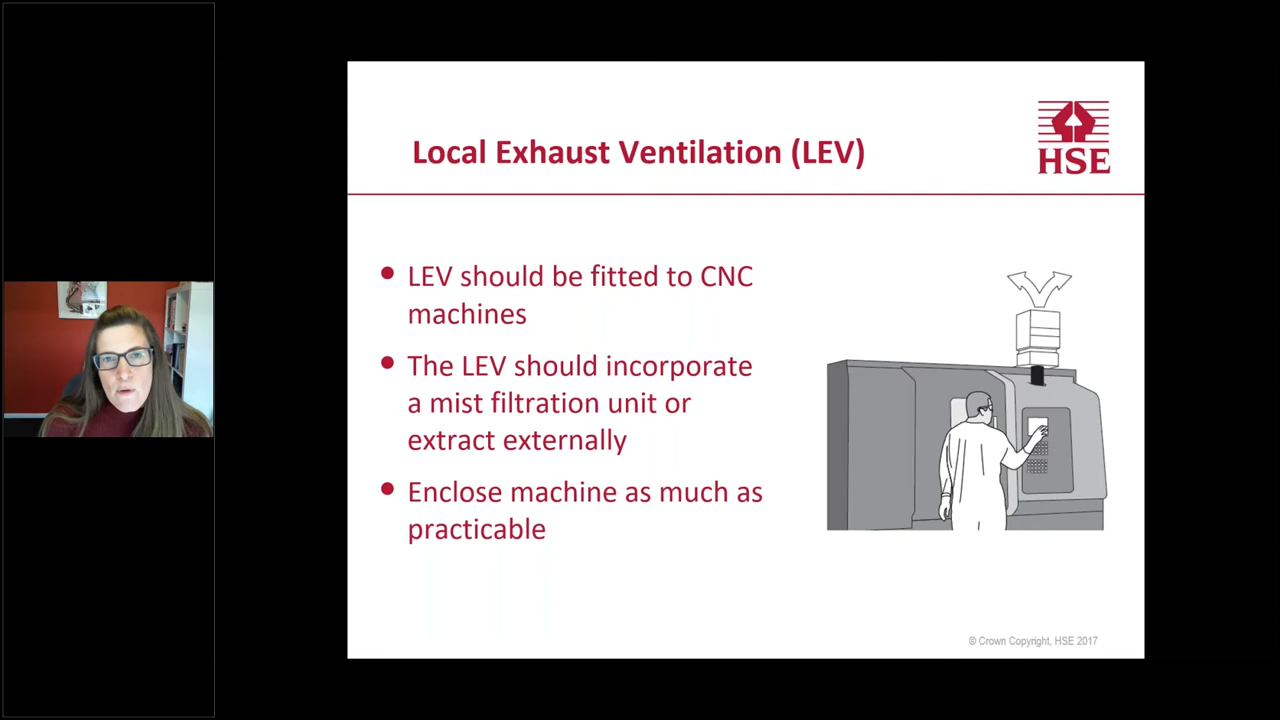 Local Exhaust Ventilation (LEV)
HSE
• LEV should be fitted to CNC
machines
• The LEV should incorporate
a mist filtration unit or
extract externally
• Enclose machine as much as
practicable
© Crown Copyright, HSE 2017